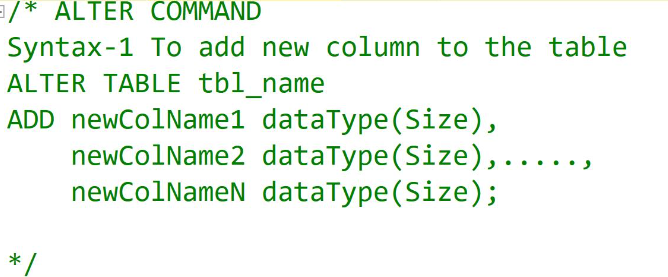 /* ALTER COMMAND
Syntax-1 To add new column to the table
ALTER TABLE tbl_name
ADD newColName1 dataType(Size),
    newColName2 dataType(Size),.....,
    newColNameN dataType(Size);

*/